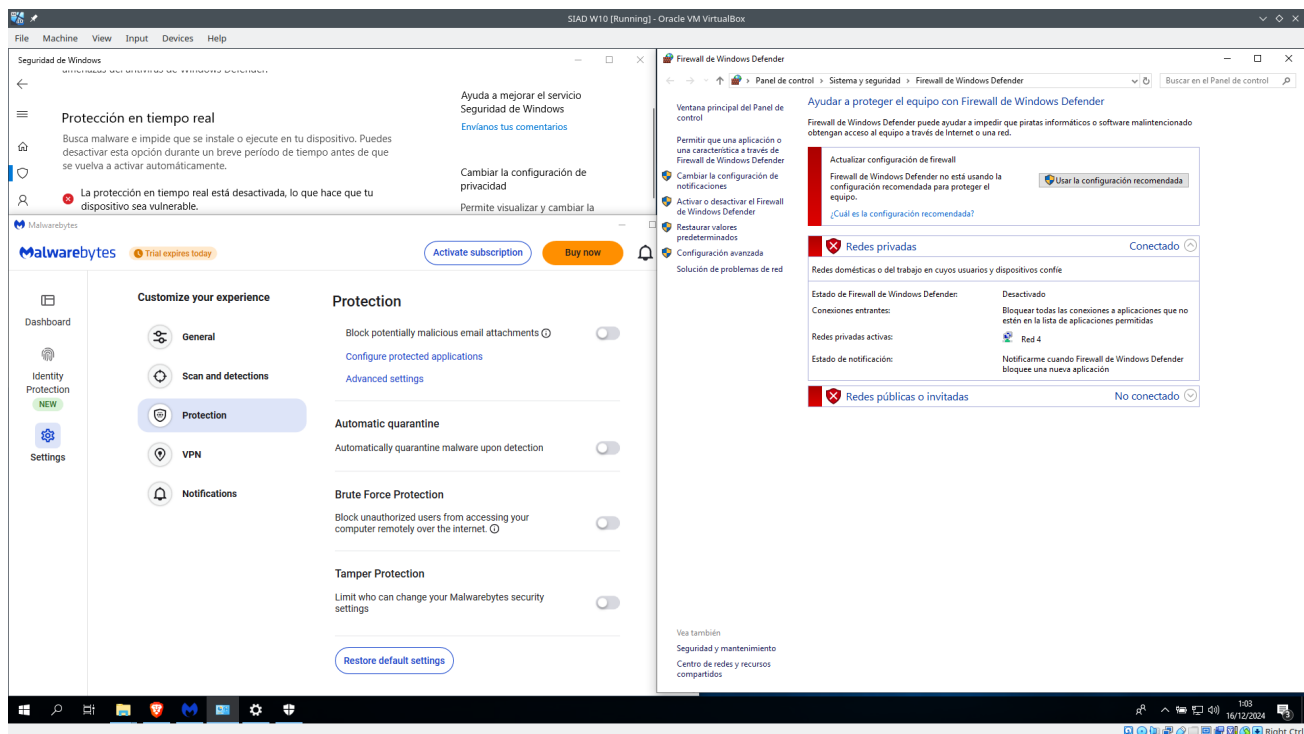 SIAD W10 [Running] - Oracle VM VirtualBox
File Machine View Input Devices Help
Seguridad de Windows
amenazas del antivirus de Windows Defender.
Protección en tiempo real
Busca malware e impide que se instale o ejecute en tu dispositivo. Puedes
desactivar esta opción durante un breve período de tiempo antes de que
se vuelva a activar automáticamente.
La protección en tiempo real está desactivada, lo que hace que tu
dispositivo sea vulnerable.
Ayuda a mejorar el servicio
Seguridad de Windows
Envíanos tus comentarios
Cambiar la configuración de
privacidad
Permite visualizar y cambiar la
Malwarebytes
Malwarebytes
Trial expires today
Activate subscription
Buy now
Dashboard
Identity
Protection
NEW
Settings
Customize your experience
General
Scan and detections
Protection
VPN
Notifications
Protection
Block potentially malicious email attachments
Configure protected applications
Advanced settings
Automatic quarantine
Automatically quarantine malware upon detection
Brute Force Protection
Block unauthorized users from accessing your
computer remotely over the internet.
Tamper Protection
Limit who can change your Malwarebytes security
settings
Restore default settings
Firewall de Windows Defender
Panel de control › Sistema y seguridad › Firewall de Windows Defender
Buscar en el Panel de control
Ventana principal del Panel de
control
Permitir que una aplicación o
una característica a través de
Firewall de Windows Defender
Cambiar la configuración de
notificaciones
Activar o desactivar el Firewall
de Windows Defender
Restaurar valores
predeterminados
Configuración avanzada
Solución de problemas de red
Ayudar a proteger el equipo con Firewall de Windows Defender
Firewall de Windows Defender puede ayudar a impedir que piratas informáticos o software malintencionado
obtengan acceso al equipo a través de Internet o una red.
Actualizar configuración de firewall
Firewall de Windows Defender no está usando la
configuración recomendada para proteger el
equipo.
¿Cuál es la configuración recomendada?
Usar la configuración recomendada
Redes privadas Conectado
Redes domésticas o del trabajo en cuyos usuarios y dispositivos confíe
Estado de Firewall de Windows Defender: Desactivado
Conexiones entrantes: Bloquear todas las conexiones a aplicaciones que no
estén en la lista de aplicaciones permitidas
Redes privadas activas: Red 4
Estado de notificación: Notificarme cuando Firewall de Windows Defender
bloquee una nueva aplicación
Redes públicas o invitadas No conectado
Vea también
Seguridad y mantenimiento
Centro de redes y recursos
compartidos
1:03
16/12/2024
3
Right Ctrl